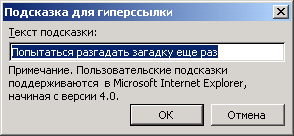 Подсказка для гиперссылки
Текст подсказки:
Попытаться разгадать загадку еще раз
Примечание. Пользовательские подсказки
поддерживаются в Microsoft Internet Explorer,
начиная с версии 4.0.
ОК
Отмена